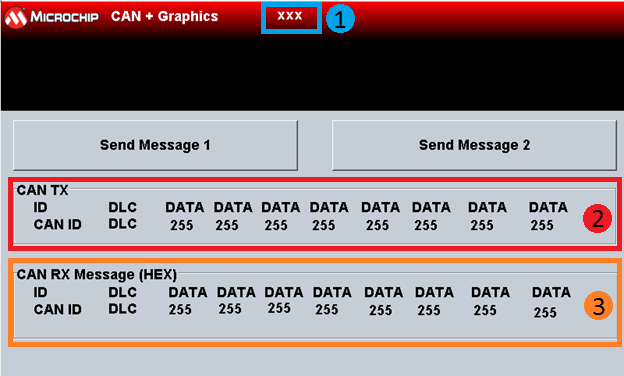 MICROCHIP CAN + Graphics xxx 1
Send Message 1 Send Message 2
CAN TX
ID DLC DATA DATA DATA DATA DATA DATA DATA DATA
CAN ID DLC 255 255 255 255 255 255 255 255
2
CAN RX Message (HEX)
ID DLC DATA DATA DATA DATA DATA DATA DATA DATA
CAN ID DLC 255 255 255 255 255 255 255 255
3